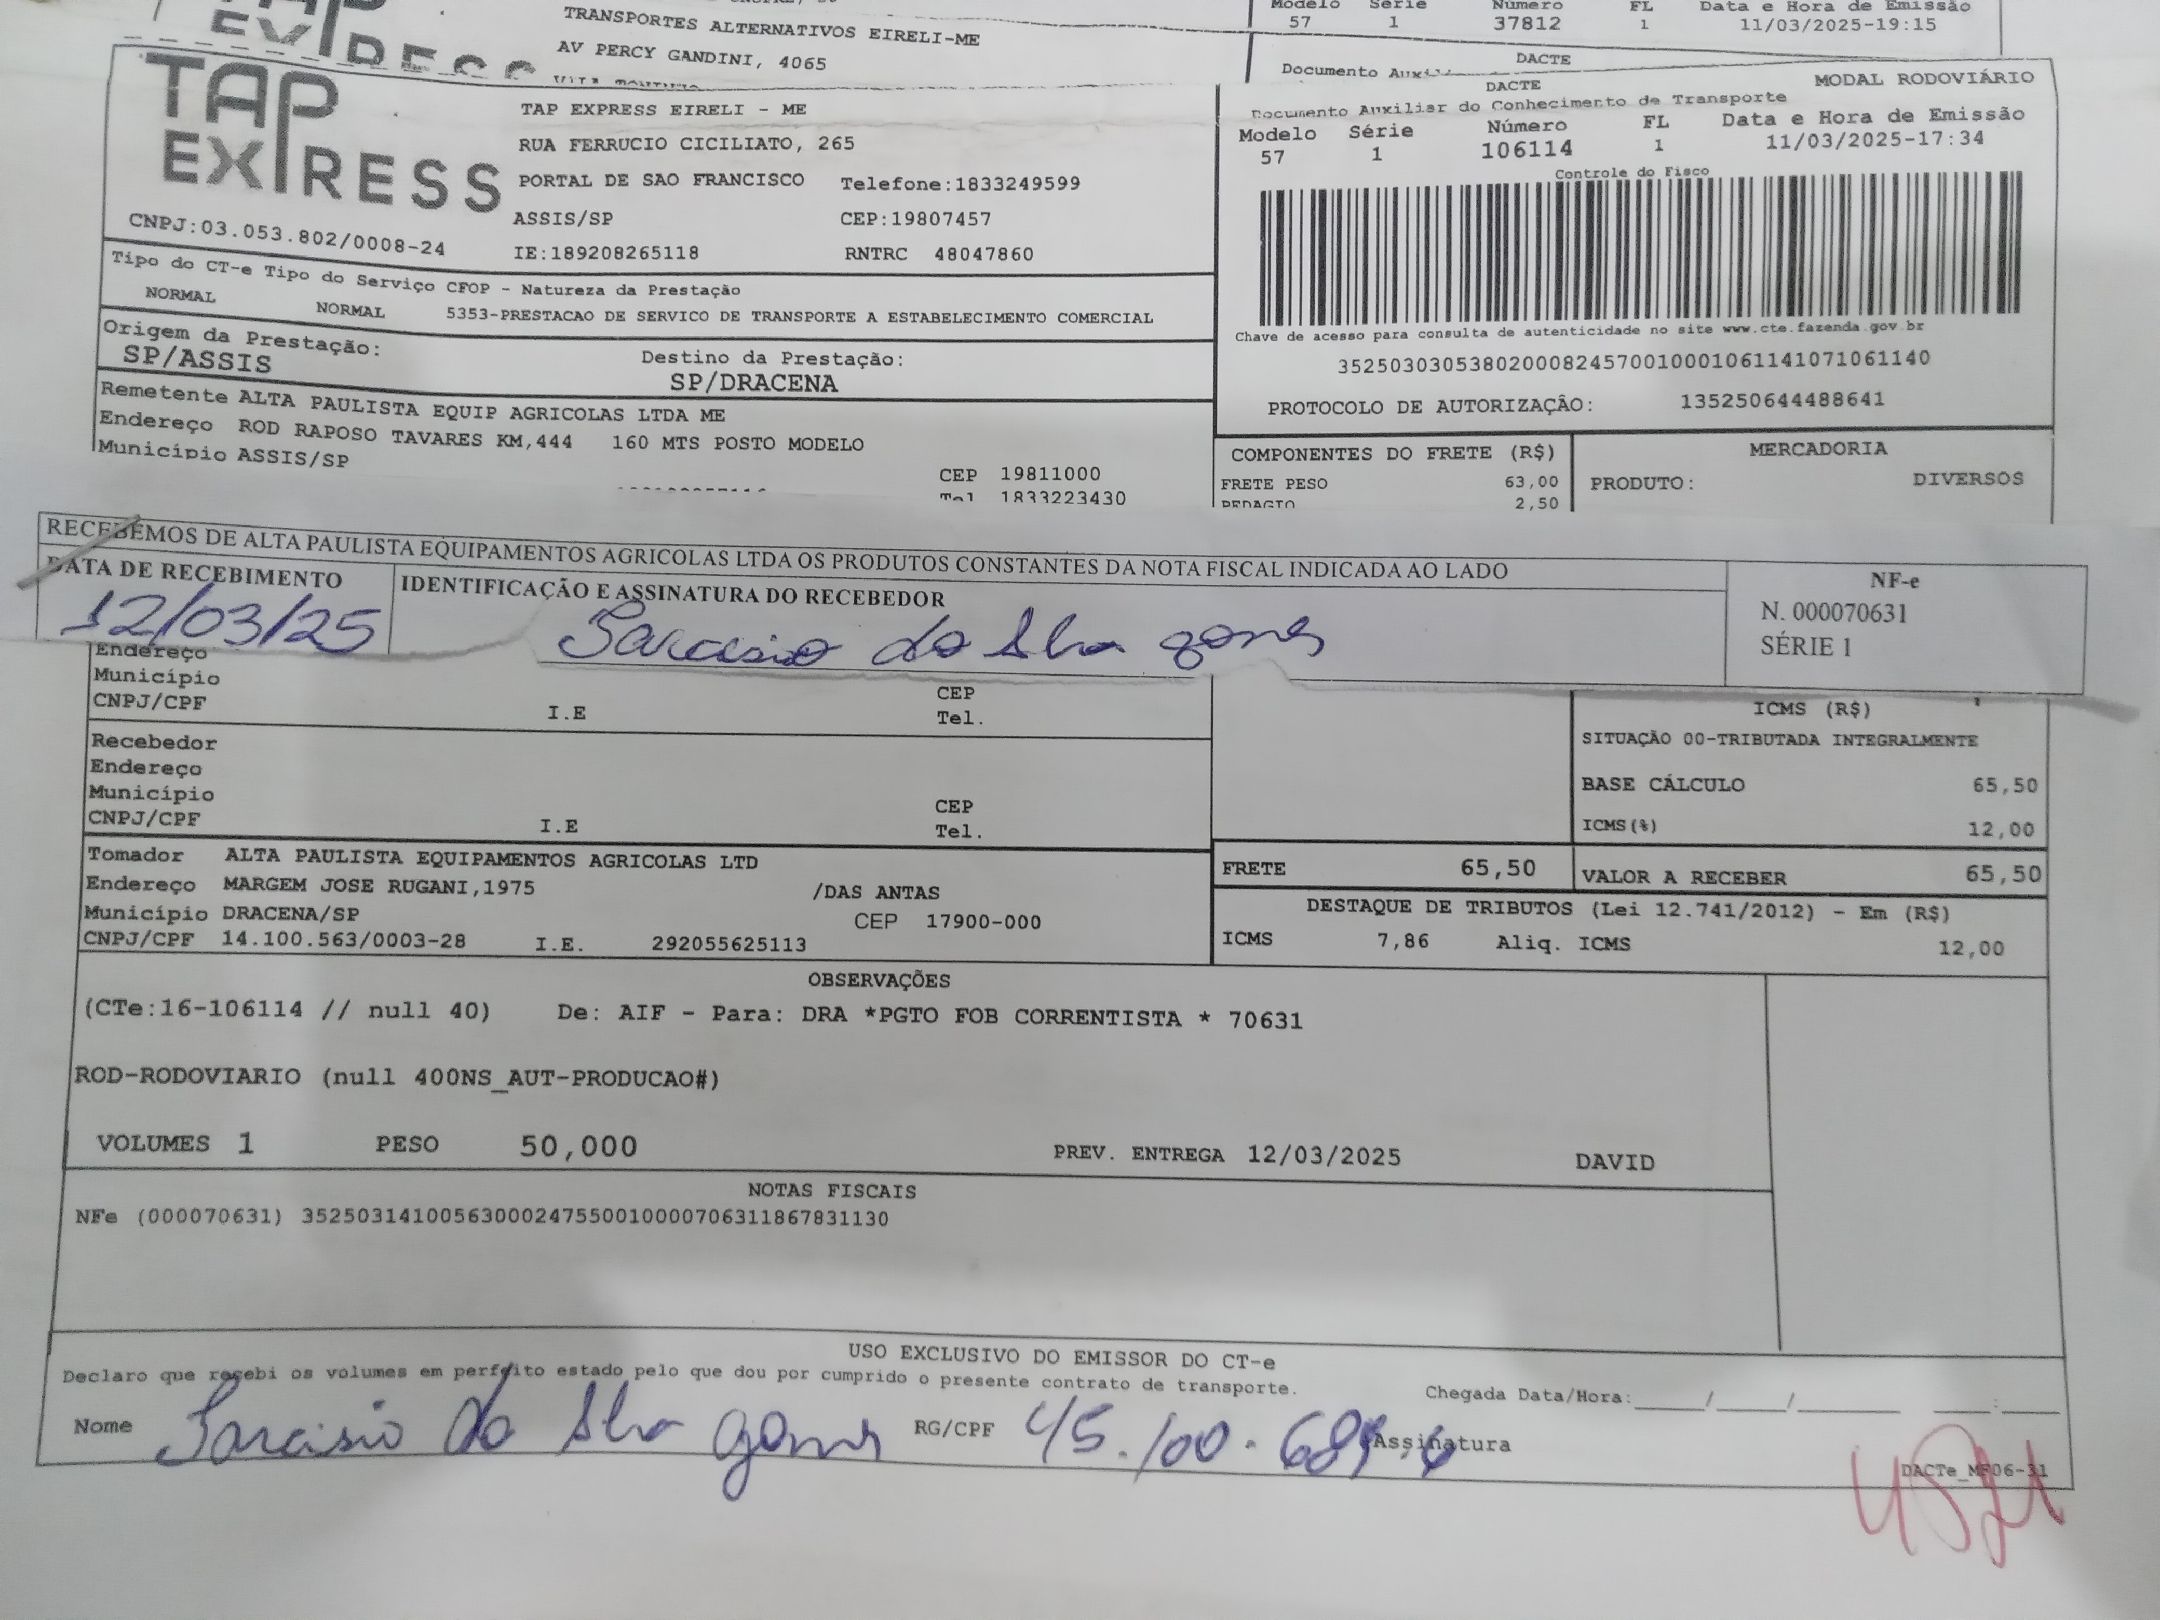 TRANSPORTES ALTERNATIVOS EIRELI-ME
AV PERCY GANDINI, 4065
Modelo Série Número FL Data e Hora de Emissão
57 1 37812 1 11/03/2025-19:15
DACTE
Documento
TAP EXPRESS
CNPJ:03.053.802/0008-24
TAP EXPRESS EIRELI - ME
RUA FERRUCIO CICILIATO, 265
PORTAL DE SAO FRANCISCO Telefone:1833249599
ASSIS/SP CEP:19807457
IE:189208265118 RNTRC 48047860
DACTE MODAL RODOVIÁRIO
Documento Auxiliar do Conhecimento de Transporte
Modelo Série Número FL Data e Hora de Emissão
57 1 106114 1 11/03/2025-17:34
Controle do Fisco
Chave de acesso para consulta de autenticidade no site www.cte.fazenda.gov.br
35250303053802000824570010001061141071061140
PROTOCOLO DE AUTORIZAÇÂO: 135250644488641
Tipo do CT-e Tipo do Serviço CFOP - Natureza da Prestação
NORMAL NORMAL 5353-PRESTACAO DE SERVICO DE TRANSPORTE A ESTABELECIMENTO COMERCIAL
Origem da Prestação: Destino da Prestação:
SP/ASSIS SP/DRACENA
Remetente ALTA PAULISTA EQUIP AGRICOLAS LTDA ME
Endereço ROD RAPOSO TAVARES KM,444 160 MTS POSTO MODELO
Município ASSIS/SP CEP 19811000
Tel 1833223430
COMPONENTES DO FRETE (R$) MERCADORIA
FRETE PESO 63,00 PRODUTO: DIVERSOS
PEDAGIO 2,50
RECEBEMOS DE ALTA PAULISTA EQUIPAMENTOS AGRICOLAS LTDA OS PRODUTOS CONSTANTES DA NOTA FISCAL INDICADA AO LADO
DATA DE RECEBIMENTO IDENTIFICAÇÃO E ASSINATURA DO RECEBEDOR
12/03/25
NF-e
N. 000070631
SÉRIE 1
Endereço
Município CEP
CNPJ/CPF I.E Tel.
Recebedor
Endereço
Município CEP
CNPJ/CPF I.E Tel.
ICMS (R$)
SITUAÇÃO 00-TRIBUTADA INTEGRALMENTE
BASE CÁLCULO 65,50
ICMS(%) 12,00
Tomador ALTA PAULISTA EQUIPAMENTOS AGRICOLAS LTD
Endereço MARGEM JOSE RUGANI,1975 /DAS ANTAS
Município DRACENA/SP CEP 17900-000
CNPJ/CPF 14.100.563/0003-28 I.E. 292055625113
FRETE 65,50 VALOR A RECEBER 65,50
DESTAQUE DE TRIBUTOS (Lei 12.741/2012) - Em (R$)
ICMS 7,86 Aliq. ICMS 12,00
OBSERVAÇÕES
(CTe:16-106114 // null 40) De: AIF - Para: DRA *PGTO FOB CORRENTISTA * 70631
ROD-RODOVIARIO (null 400NS_AUT-PRODUCAO#)
VOLUMES 1 PESO 50,000 PREV. ENTREGA 12/03/2025 DAVID
NOTAS FISCAIS
NFe (000070631) 35250314100563000247550010000706311867831130
USO EXCLUSIVO DO EMISSOR DO CT-e
Declaro que recebi os volumes em perfeito estado pelo que dou por cumprido o presente contrato de transporte.
Chegada Data/Hora:_____/_____/________ ____:____
Nome RG/CPF 45.100. Assinatura
DACTe_MF06-31